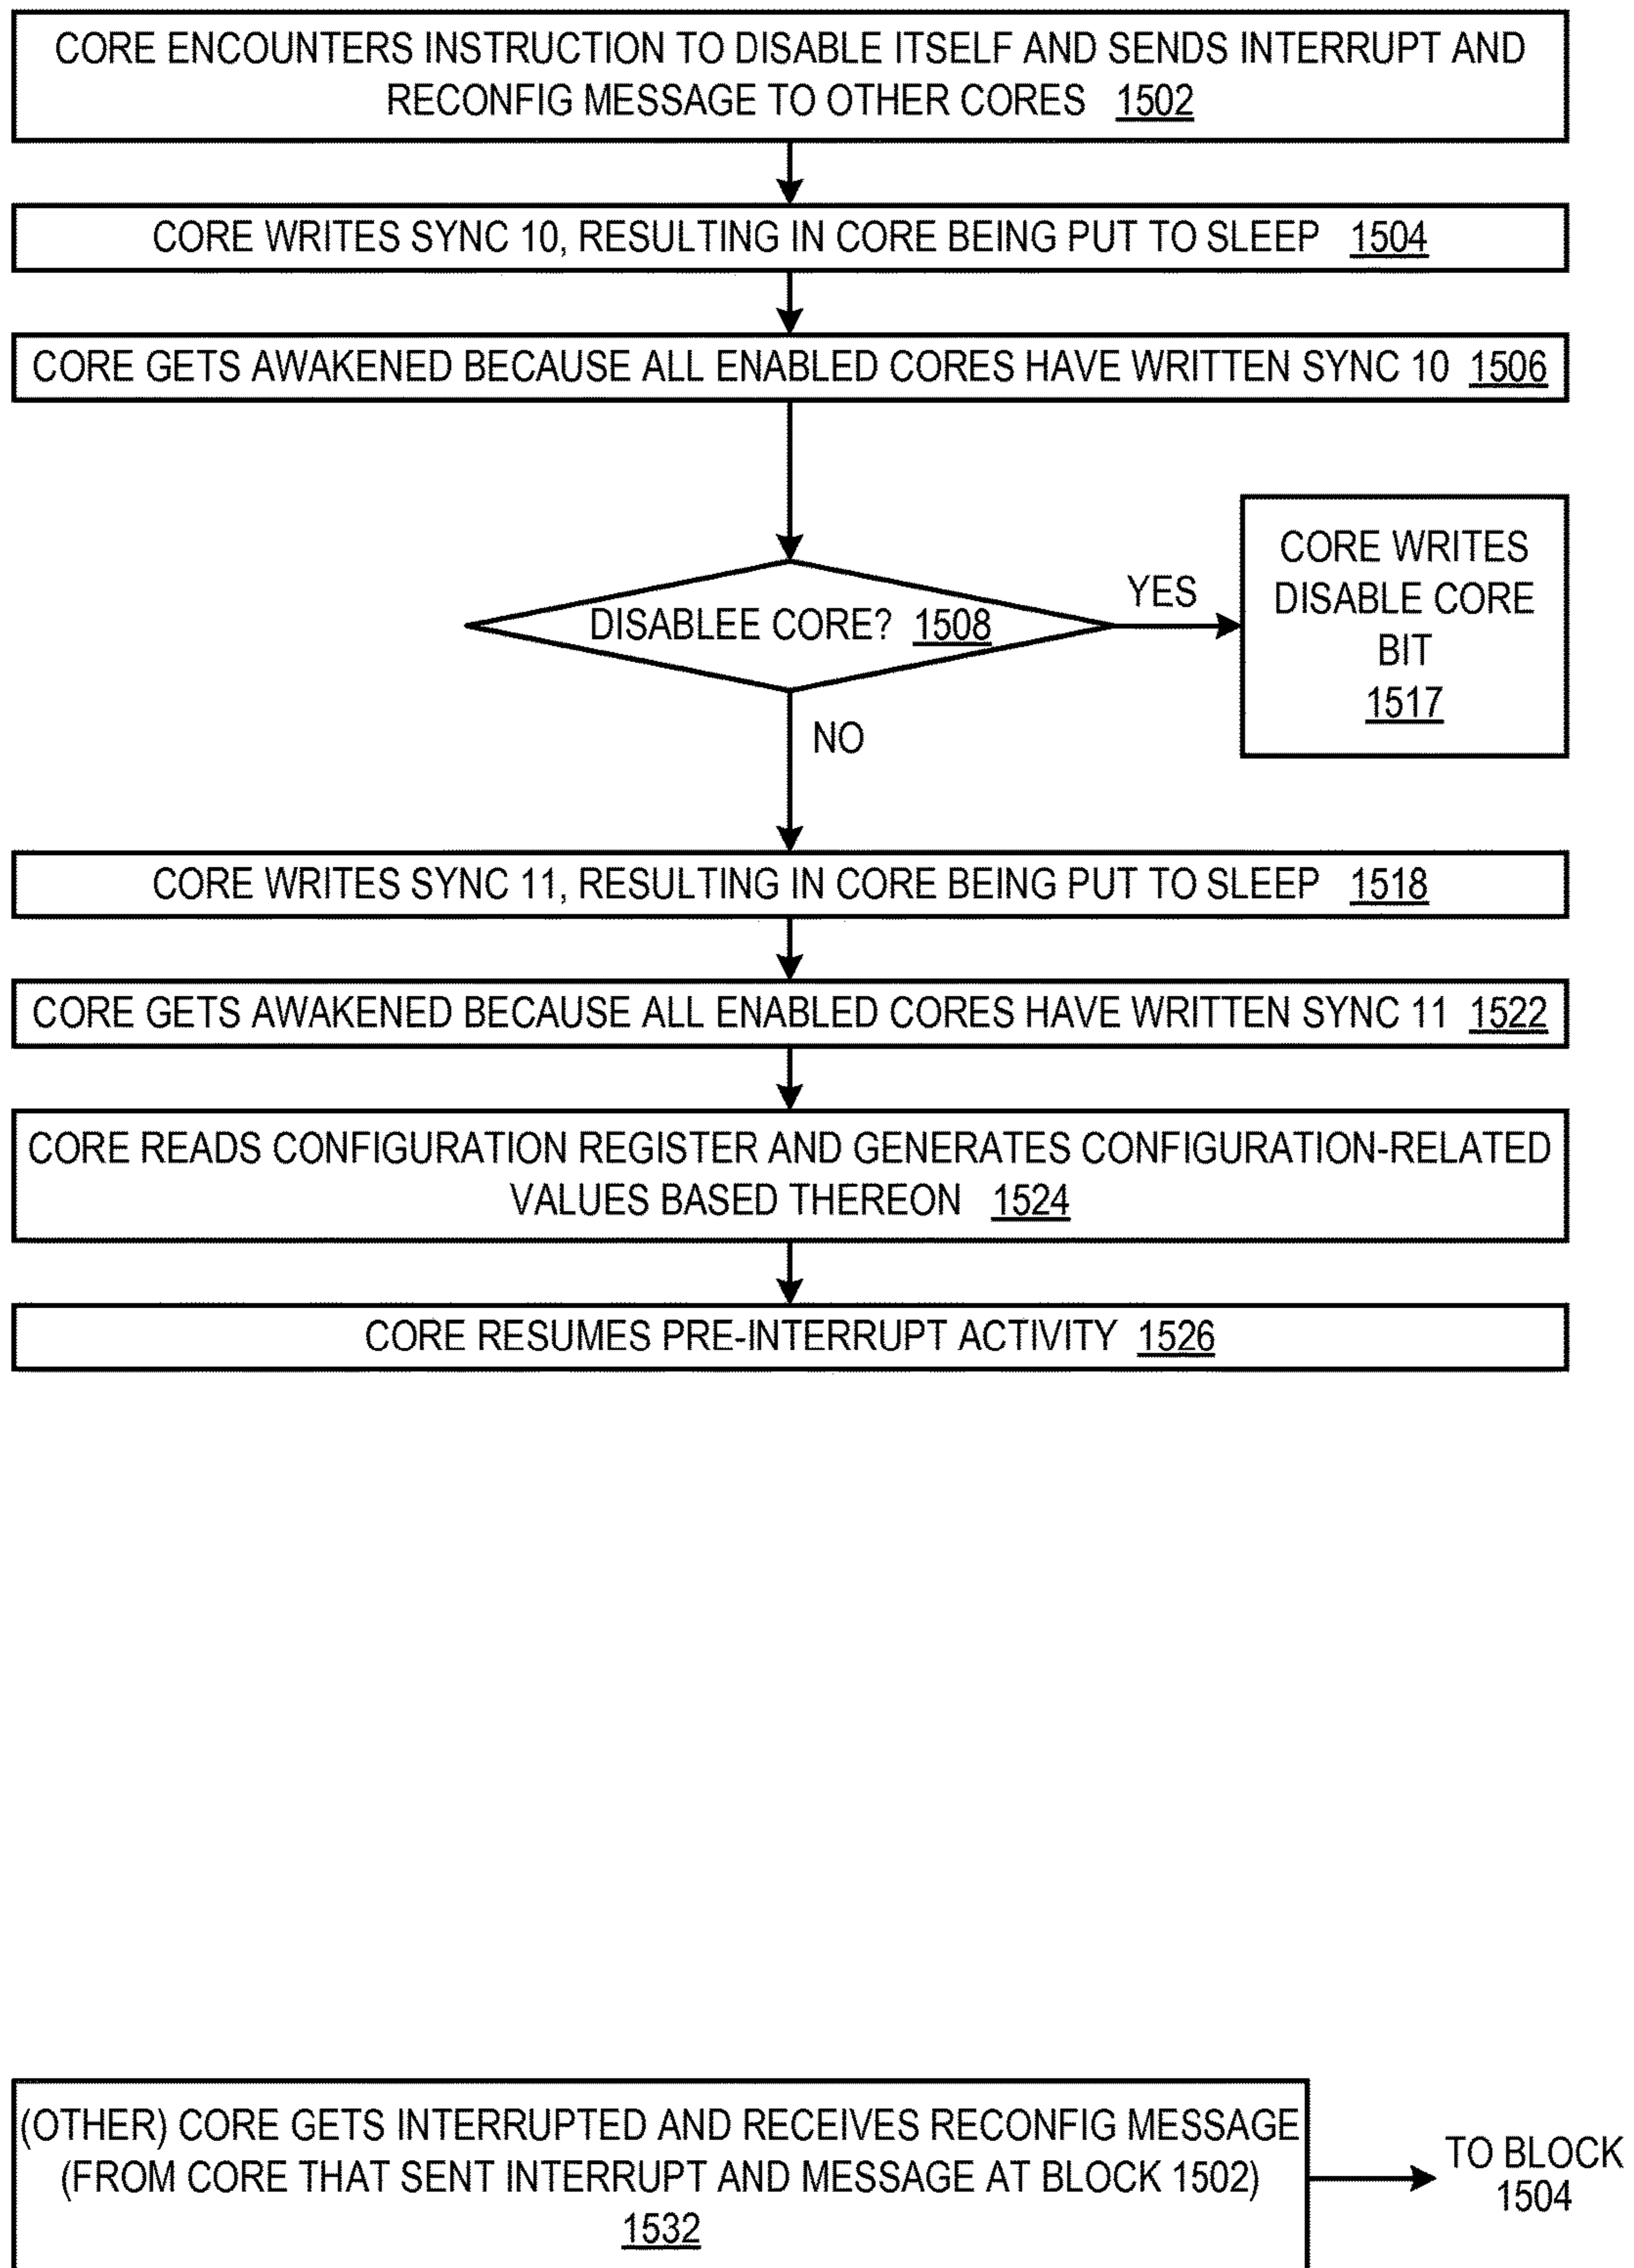 CORE ENCOUNTERS INSTRUCTION TO DISABLE ITSELF AND SENDS INTERRUPT AND
RECONFIG MESSAGE TO OTHER CORES 1502
CORE WRITES SYNC 10, RESULTING IN CORE BEING PUT TO SLEEP 1504
CORE GETS AWAKENED BECAUSE ALL ENABLED CORES HAVE WRITTEN SYNC 10 1506
DISABLEE CORE? 1508
YES
CORE WRITES
DISABLE CORE
BIT
1517
NO
CORE WRITES SYNC 11, RESULTING IN CORE BEING PUT TO SLEEP 1518
CORE GETS AWAKENED BECAUSE ALL ENABLED CORES HAVE WRITTEN SYNC 11 1522
CORE READS CONFIGURATION REGISTER AND GENERATES CONFIGURATION-RELATED
VALUES BASED THEREON 1524
CORE RESUMES PRE-INTERRUPT ACTIVITY 1526
(OTHER) CORE GETS INTERRUPTED AND RECEIVES RECONFIG MESSAGE
(FROM CORE THAT SENT INTERRUPT AND MESSAGE AT BLOCK 1502)
1532
TO BLOCK
1504